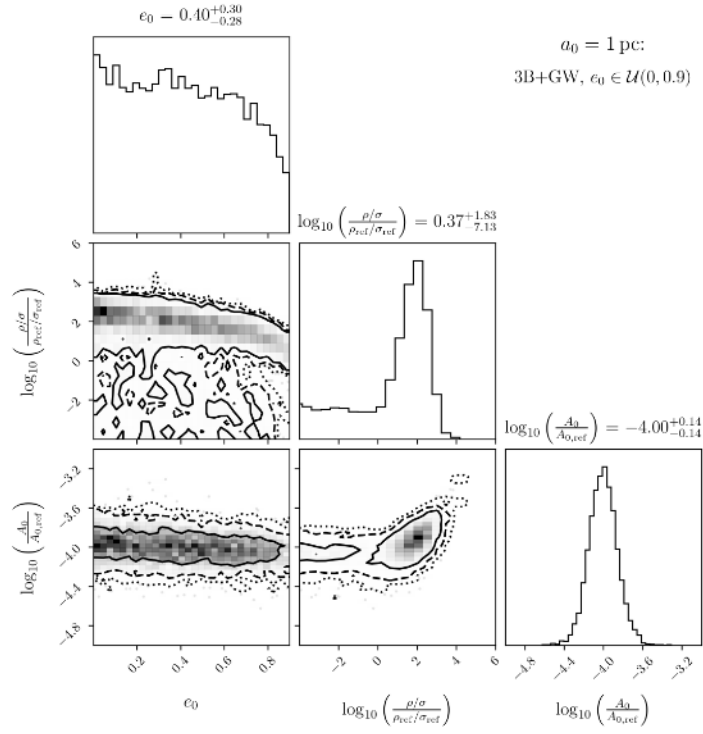 e₀ = 0.40⁺⁰·³⁰₋₀.₂₈
a₀ = 1 pc:
3B+GW, e₀ ∈ 𝒰(0, 0.9)
log₁₀ ( ρ/σ / ρ_ref/σ_ref ) = 0.37 +1.83 −7.13
6
4
2
0
−2
log₁₀ ( ρ/σ / ρ_ref/σ_ref )
log₁₀ ( A₀ / A₀,ref ) = −4.00 +0.14 −0.14
−3.2
−3.6
−4.0
−4.4
−4.8
log₁₀ ( A₀ / A₀,ref )
0.2 0.4 0.6 0.8
−2 0 2 4 6
−4.8 −4.4 −4.0 −3.6 −3.2
e₀
log₁₀ ( ρ/σ / ρ_ref/σ_ref )
log₁₀ ( A₀ / A₀,ref )